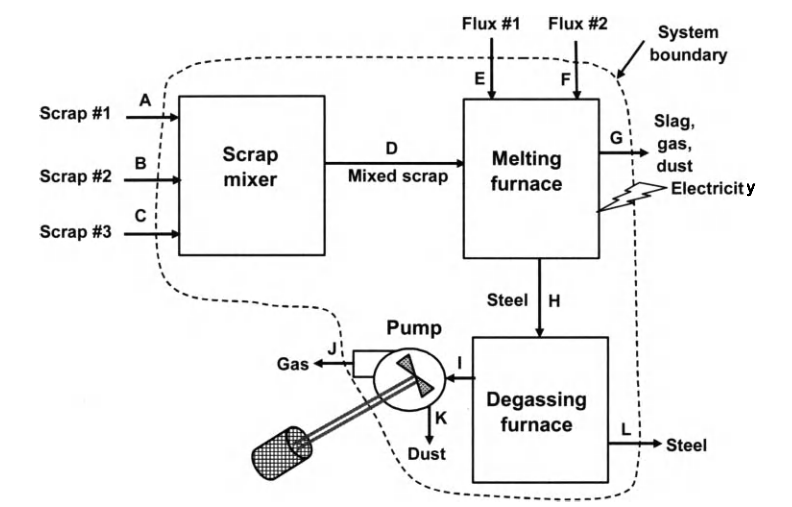 Flux #1
Flux #2
System
boundary
E
F
A
Scrap #1
B
Scrap #2
C
Scrap #3
Scrap
mixer
D
Mixed scrap
Melting
furnace
G
Slag,
gas,
dust
Electricity
Steel
H
Pump
J
Gas
I
K
Dust
Degassing
furnace
L
Steel